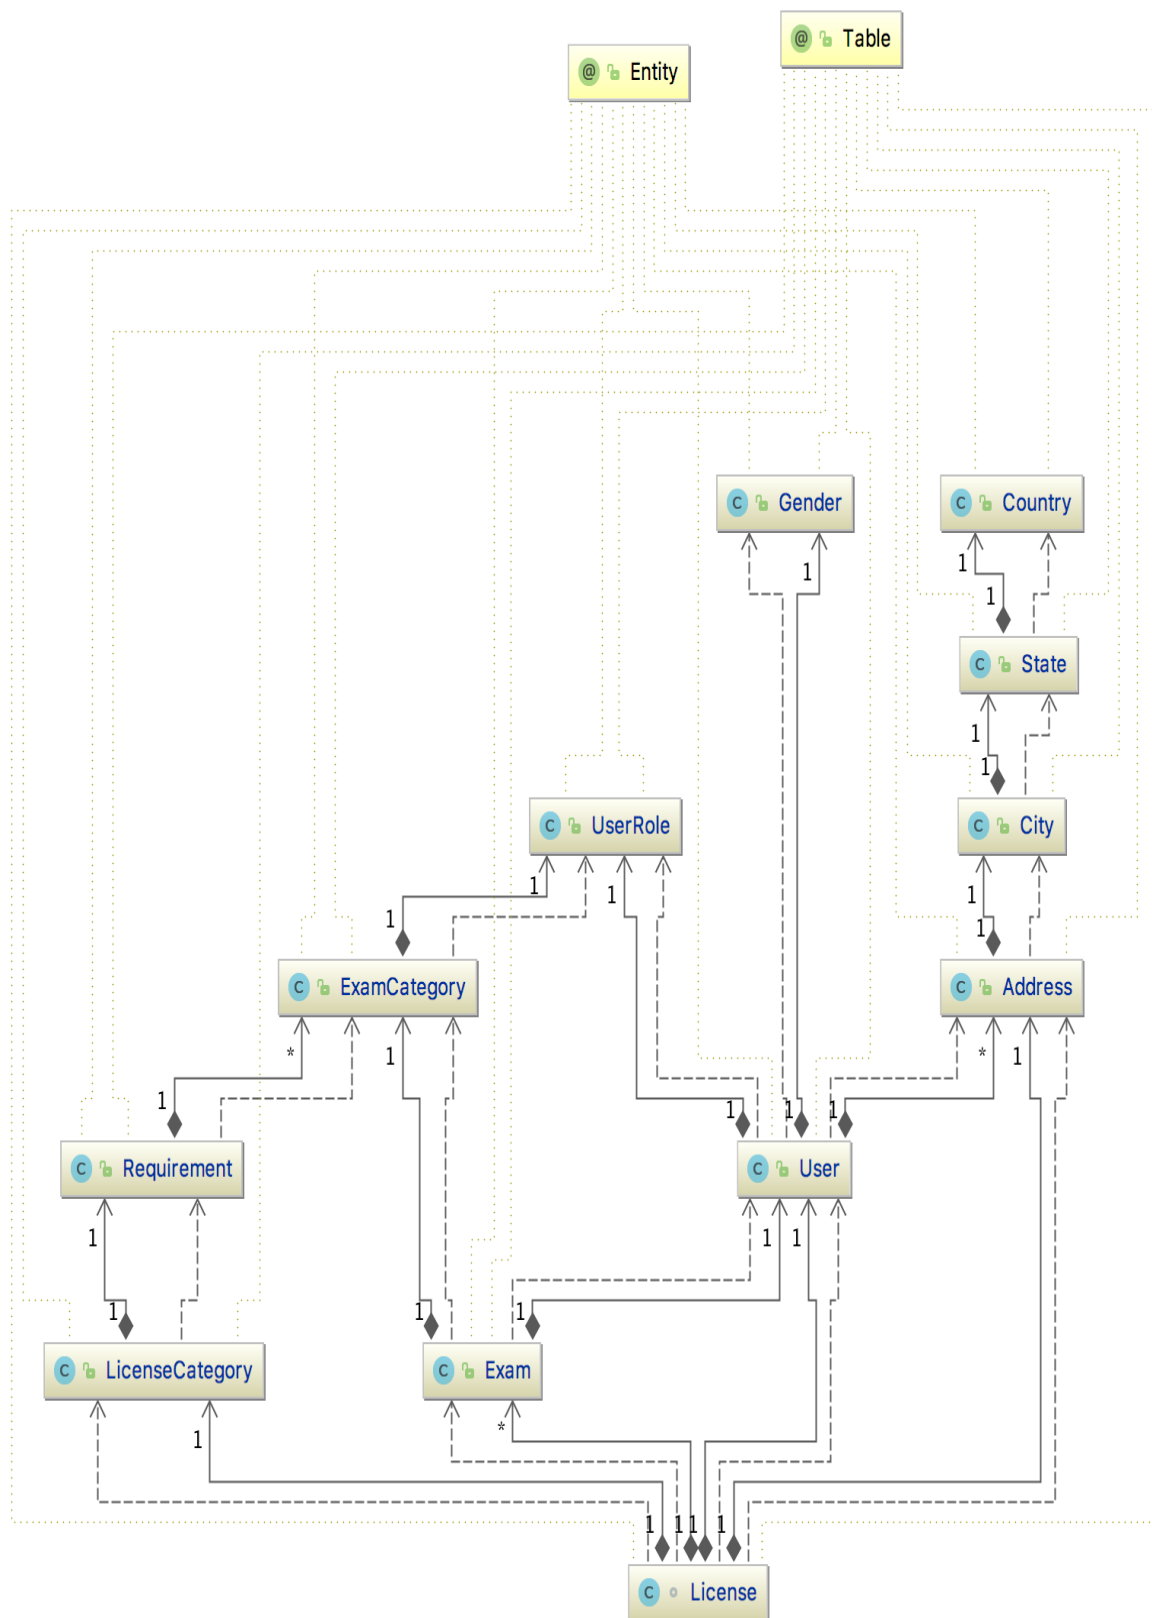 Table
@
Entity
@
C Gender
C Country
1
1
1
C State
1
1
C UserRole
C City
1
1
1
1
1
C ExamCategory
C Address
*
1
*
1
1
1
1
1
C Requirement
C User
1
1
1
1
1
1
C LicenseCategory
C Exam
*
1
1
1
1
1
C License